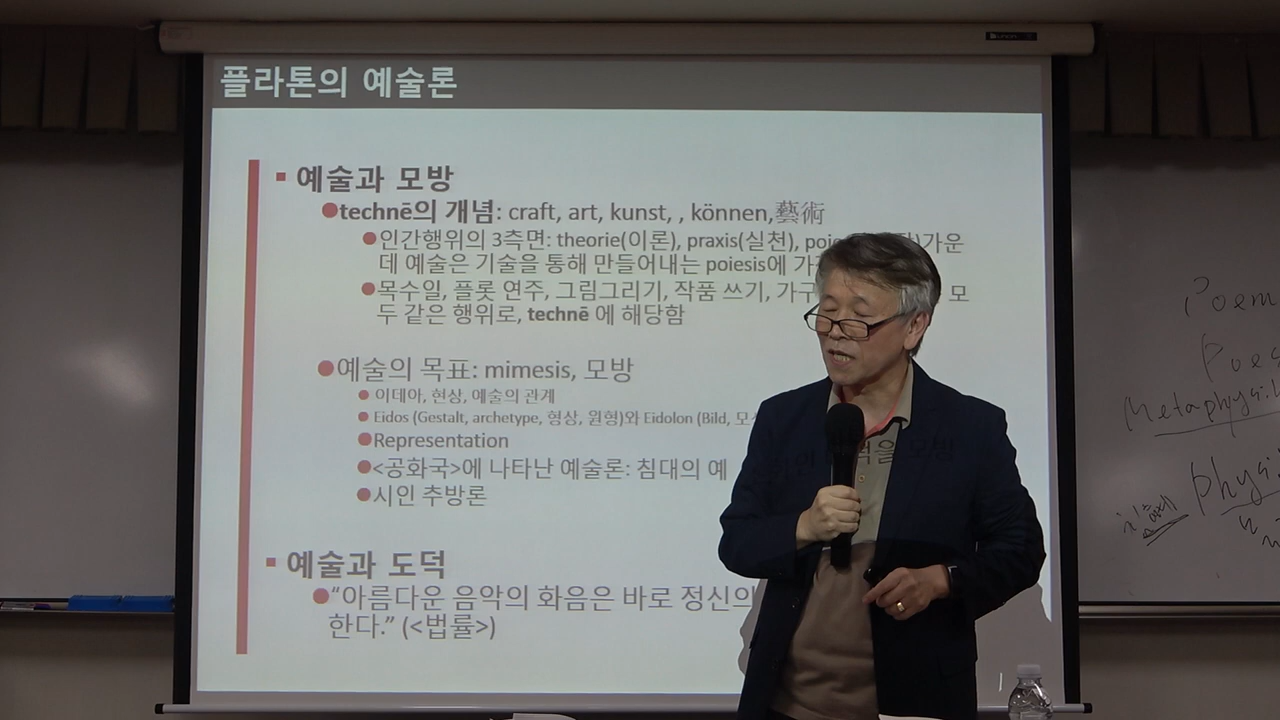 플라톤의 예술론
▪ 예술과 모방
●technē의 개념: craft, art, kunst, , können,藝術
●인간행위의 3측면: theorie(이론), praxis(실천), 가운
데 예술은 기술을 통해 만들어내는 poiesis에
●목수일, 플롯 연주, 그림그리기, 작품 쓰기, 모
두 같은 행위로, technē 에 해당함
●예술의 목표: mimesis, 모방
● 이데아, 현상, 예술의 관계
● Eidos (Gestalt, archetype, 형상, 원형)와 Eidolon (Bild,
●Representation
●<공화국>에 나타난 예술론: 침대의 예
●시인 추방론
▪ 예술과 도덕
●“아름다운 음악의 화음은 바로 정신의
한다.” (<법률>)
Poem